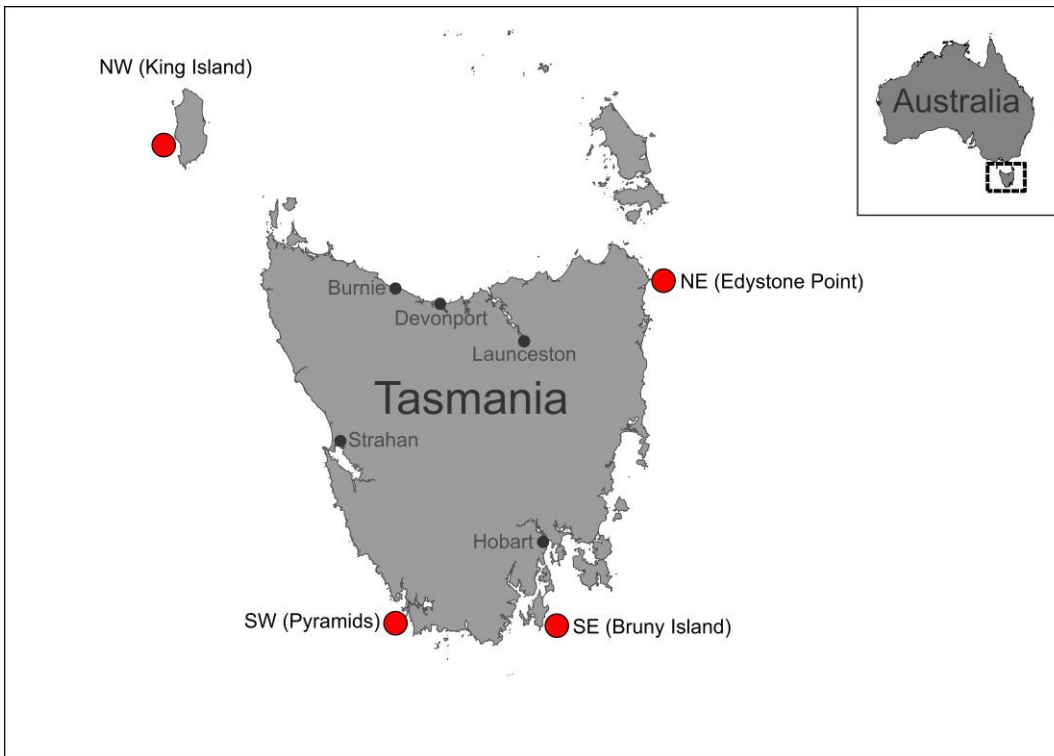 NW (King Island)
Australia
NE (Edystone Point)
Burnie
Devonport
Launceston
Tasmania
Strahan
Hobart
SW (Pyramids)
SE (Bruny Island)